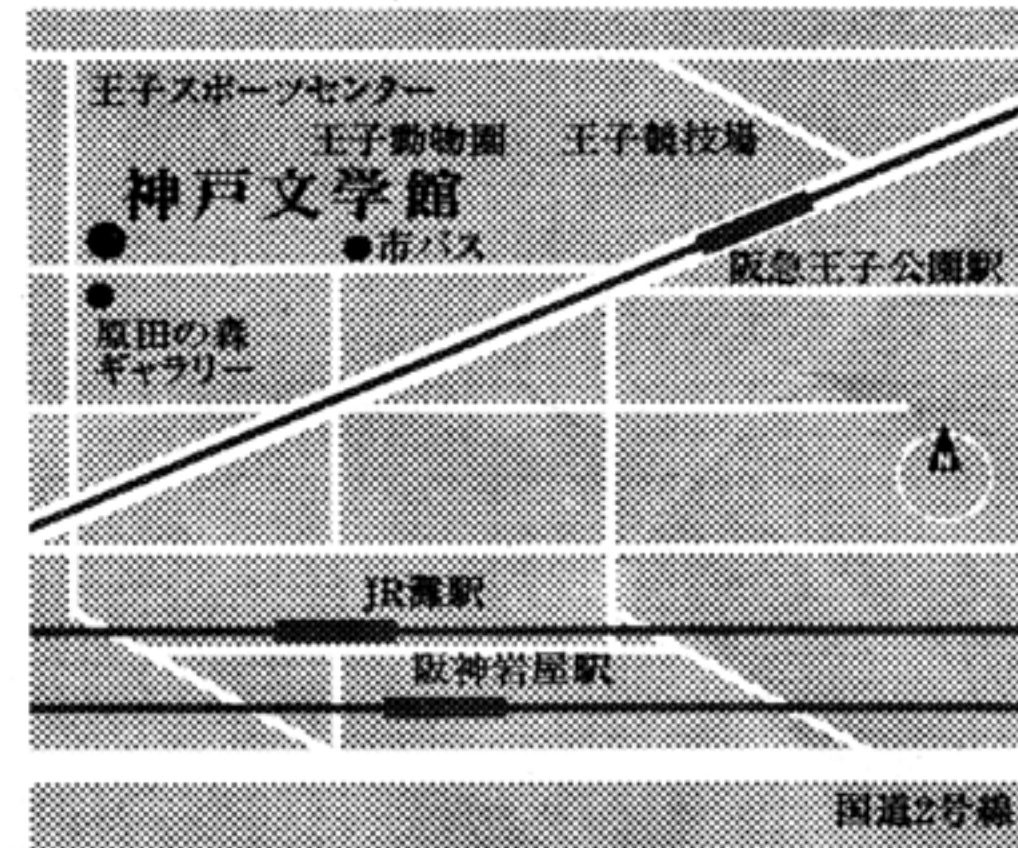 王子スポーツセンター
王子動物園 王子競技場
神戸文学館
市バス
阪急王子公園駅
原田の森
ギャラリー
N
JR灘駅
阪神岩屋駅
国道2号線